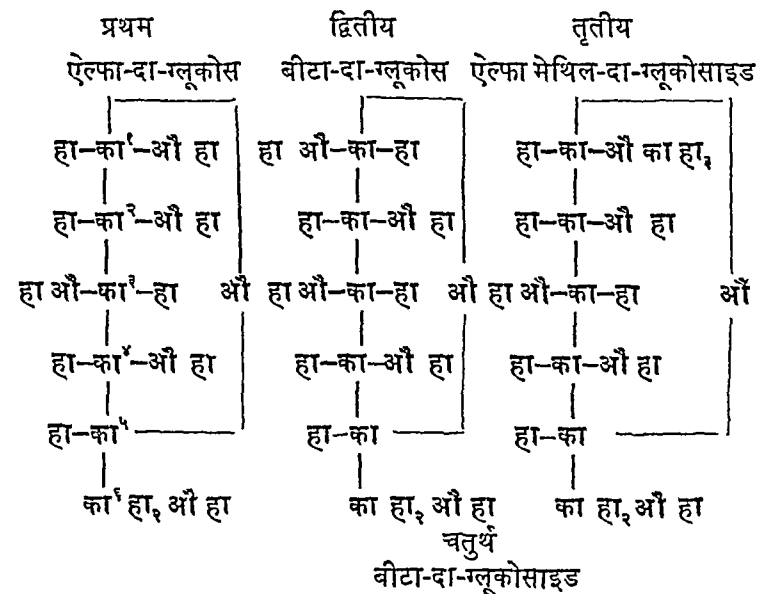 प्रथम द्वितीय तृतीय
ऐल्फा-दा-ग्लूकोस बीटा-दा-ग्लूकोस ऐल्फा मेथिल-दा-ग्लूकोसाइड
हा–का¹–औ हा हा औ–का–हा हा–का–औ का हा₃
हा–का²–औ हा हा–का–औ हा हा–का–औ हा
हा औ–का³–हा औ हा औ–का–हा औ हा औ–का–हा औ
हा–का⁴–औ हा हा–का–औ हा हा–का–औ हा
हा–का⁵ हा–का हा–का
का⁶ हा₂ औ हा का हा₂ औ हा का हा₂ औ हा
चतुर्थ
बीटा-दा-ग्लूकोसाइड